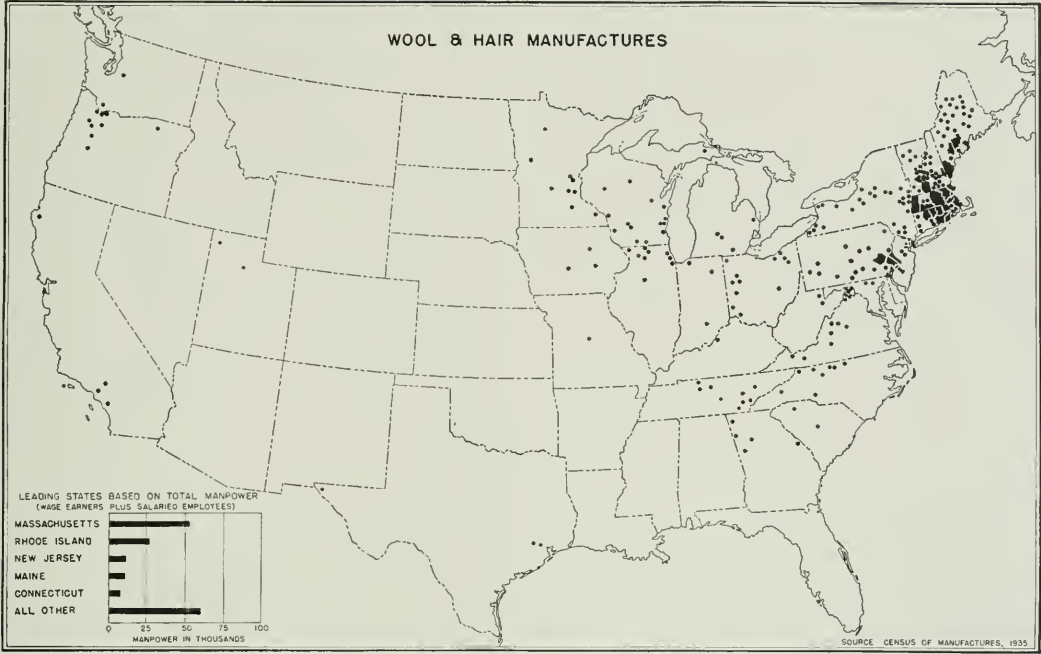 WOOL & HAIR MANUFACTURES
LEADING STATES BASED ON TOTAL MANPOWER
(WAGE EARNERS PLUS SALARIED EMPLOYEES)
MASSACHUSETTS
RHODE ISLAND
NEW JERSEY
MAINE
CONNECTICUT
ALL OTHER
0 25 50 75 100
MANPOWER IN THOUSANDS
SOURCE CENSUS OF MANUFACTURES, 1935